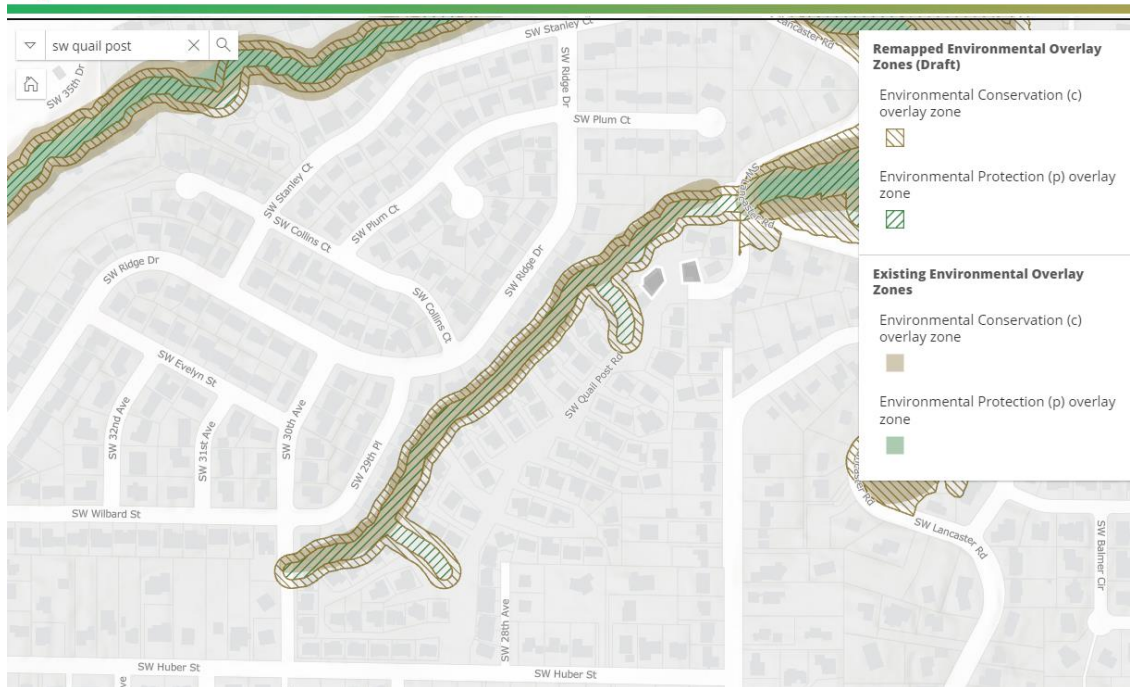 sw quail post
SW 35th Dr
SW Stanley Ct
SW Ridge Dr
SW Plum Ct
Lancaster Rd
SW Stanley Ct
SW Collins Ct
SW Plum Ct
SW Ridge Dr
SW Ridge Dr
SW Collins Ct
SW Evelyn St
SW Quail Post Rd
SW 32nd Ave
SW 31st Ave
SW 30th Ave
SW 29th Pl
SW Wilbard St
SW 28th Ave
SW Huber St
SW Huber St
SW Lancaster Rd
SW Balmer Cir
Remapped Environmental Overlay
Zones (Draft)
Environmental Conservation (c)
overlay zone
Environmental Protection (p) overlay
zone
Existing Environmental Overlay
Zones
Environmental Conservation (c)
overlay zone
Environmental Protection (p) overlay
zone